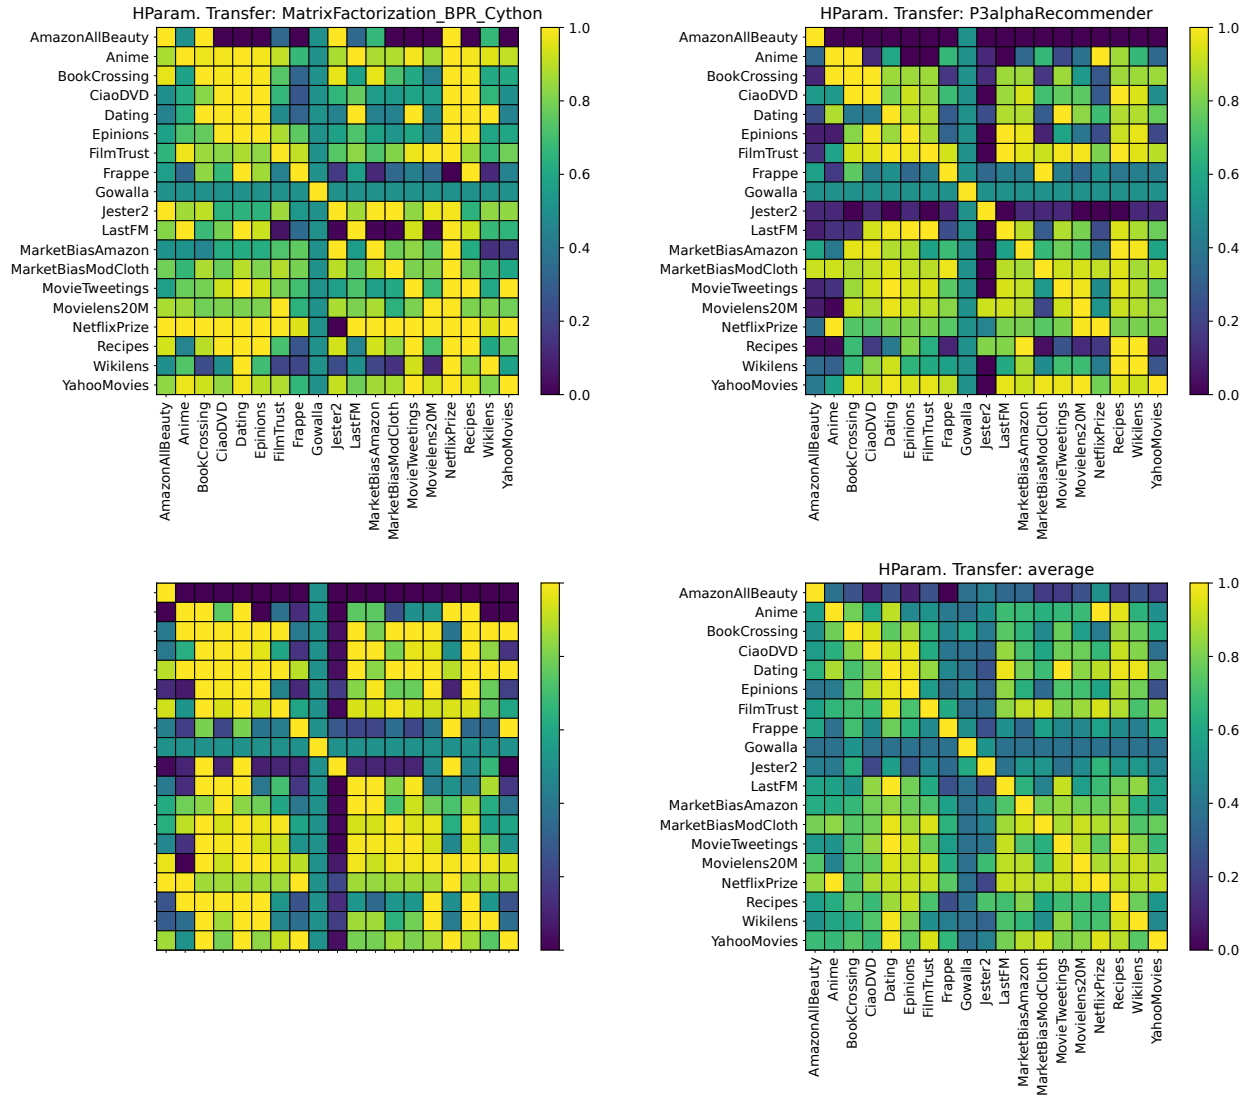 HParam. Transfer: MatrixFactorization_BPR_Cython
AmazonAllBeauty
Anime
BookCrossing
CiaoDVD
Dating
Epinions
FilmTrust
Frappe
Gowalla
Jester2
LastFM
MarketBiasAmazon
MarketBiasModCloth
MovieTweetings
Movielens20M
NetflixPrize
Recipes
Wikilens
YahooMovies
AmazonAllBeauty
Anime
BookCrossing
CiaoDVD
Dating
Epinions
FilmTrust
Frappe
Gowalla
Jester2
LastFM
MarketBiasAmazon
MarketBiasModCloth
MovieTweetings
Movielens20M
NetflixPrize
Recipes
Wikilens
YahooMovies
1.0
0.8
0.6
0.4
0.2
0.0
HParam. Transfer: P3alphaRecommender
AmazonAllBeauty
Anime
BookCrossing
CiaoDVD
Dating
Epinions
FilmTrust
Frappe
Gowalla
Jester2
LastFM
MarketBiasAmazon
MarketBiasModCloth
MovieTweetings
Movielens20M
NetflixPrize
Recipes
Wikilens
YahooMovies
AmazonAllBeauty
Anime
BookCrossing
CiaoDVD
Dating
Epinions
FilmTrust
Frappe
Gowalla
Jester2
LastFM
MarketBiasAmazon
MarketBiasModCloth
MovieTweetings
Movielens20M
NetflixPrize
Recipes
Wikilens
YahooMovies
1.0
0.8
0.6
0.4
0.2
0.0
HParam. Transfer: average
AmazonAllBeauty
Anime
BookCrossing
CiaoDVD
Dating
Epinions
FilmTrust
Frappe
Gowalla
Jester2
LastFM
MarketBiasAmazon
MarketBiasModCloth
MovieTweetings
Movielens20M
NetflixPrize
Recipes
Wikilens
YahooMovies
AmazonAllBeauty
Anime
BookCrossing
CiaoDVD
Dating
Epinions
FilmTrust
Frappe
Gowalla
Jester2
LastFM
MarketBiasAmazon
MarketBiasModCloth
MovieTweetings
Movielens20M
NetflixPrize
Recipes
Wikilens
YahooMovies
1.0
0.8
0.6
0.4
0.2
0.0